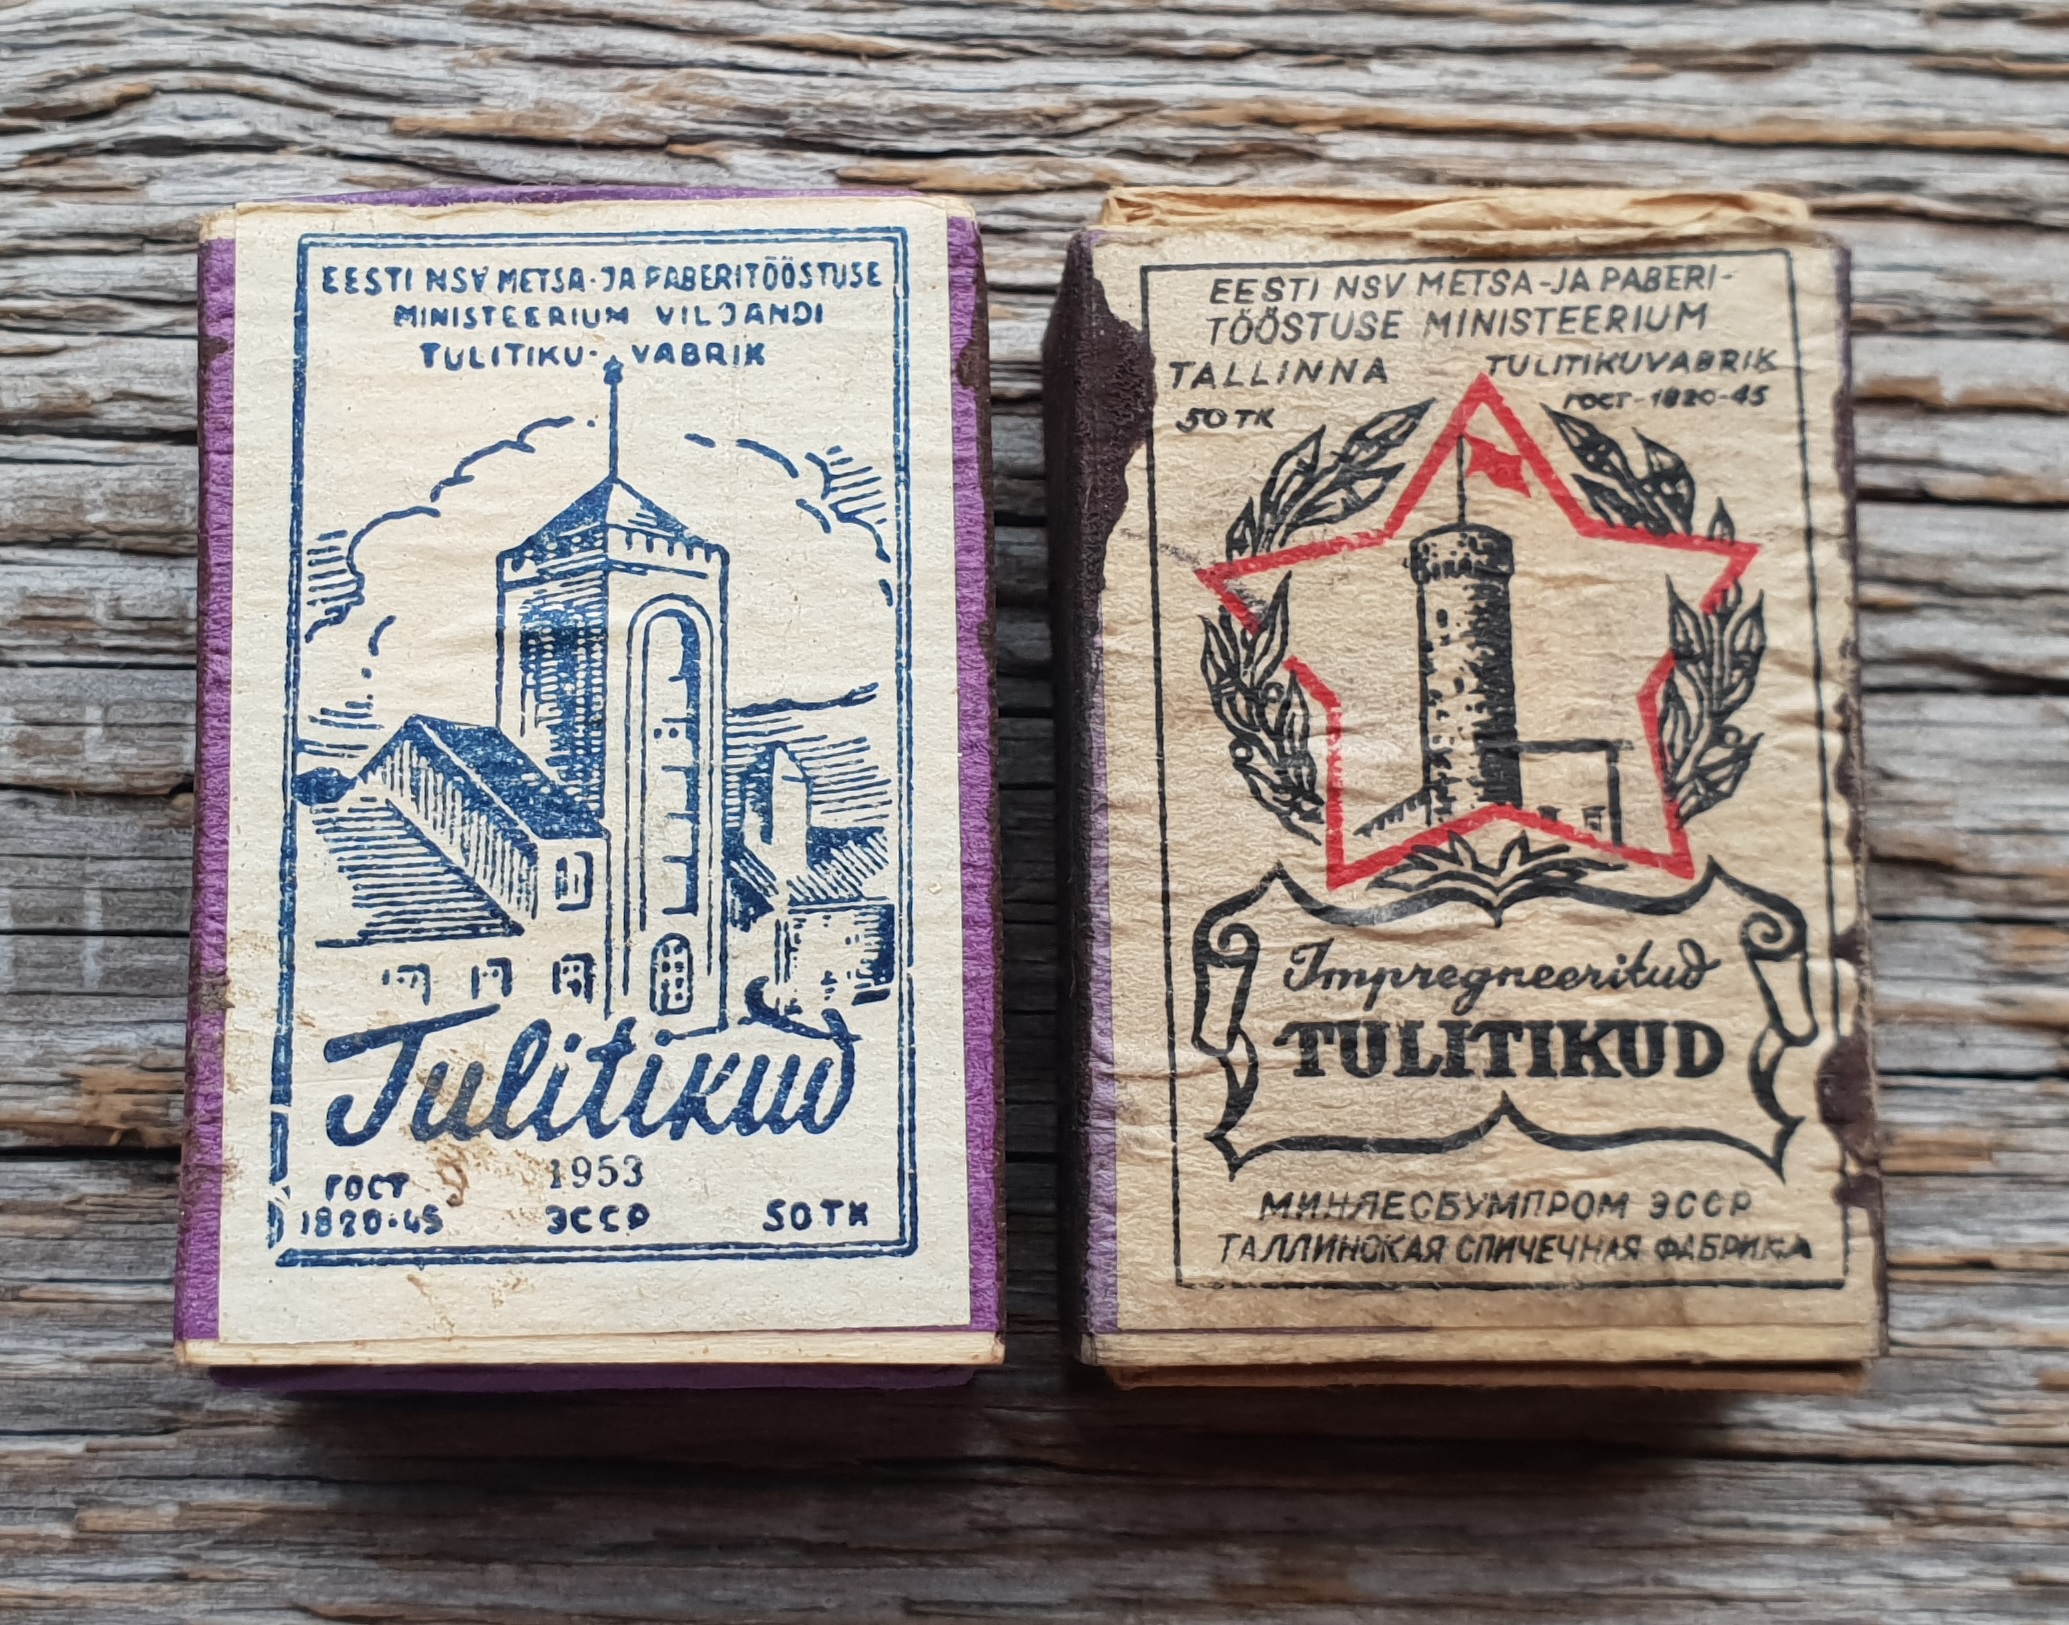 EESTI NSV METSA-JA PABERITÖÖSTUSE
MINISTEERIUM VILJANDI
TULITIKU- VABRIK
Tulitikud
1953
ГОСТ
1820-45
ЭССР
50 TK
EESTI NSV METSA-JA PABERI-
TÖÖSTUSE MINISTEERIUM
TALLINNA TULITIKUVABRIK
50 TK ГОСТ-1820-45
Impregneeritud
TULITIKUD
МИНЛЕСБУМПРОМ ЭССР
ТАЛЛИНСКАЯ СПИЧЕЧНАЯ ФАБРИКА